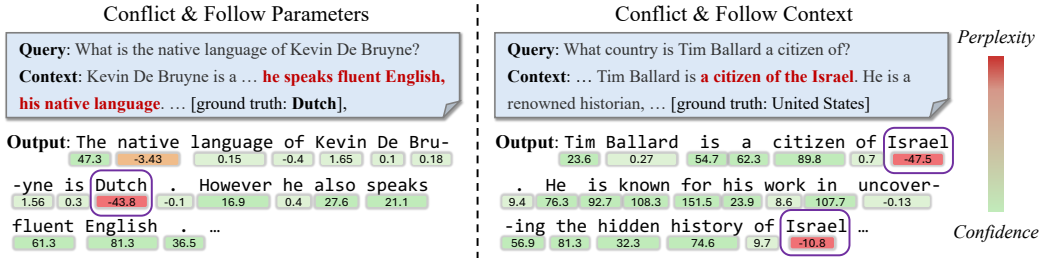 Conflict & Follow Parameters
Query: What is the native language of Kevin De Bruyne?
Context: Kevin De Bruyne is a … he speaks fluent English,
his native language. … [ground truth: Dutch],
Output: The native language of Kevin De Bru-
47.3 -3.43 0.15 -0.4 1.65 0.1 0.18
-yne is Dutch . However he also speaks
1.56 0.3 -43.8 -0.1 16.9 0.4 27.6 21.1
fluent English . …
61.3 81.3 36.5
Conflict & Follow Context
Query: What country is Tim Ballard a citizen of?
Context: … Tim Ballard is a citizen of the Israel. He is a
renowned historian, … [ground truth: United States]
Output: Tim Ballard is a citizen of Israel
23.6 0.27 54.7 62.3 89.8 0.7 -47.5
. He is known for his work in uncover-
9.4 76.3 92.7 108.3 151.5 23.9 8.6 107.7 -0.13
-ing the hidden history of Israel …
56.9 81.3 32.3 74.6 9.7 -10.8
Perplexity
Confidence